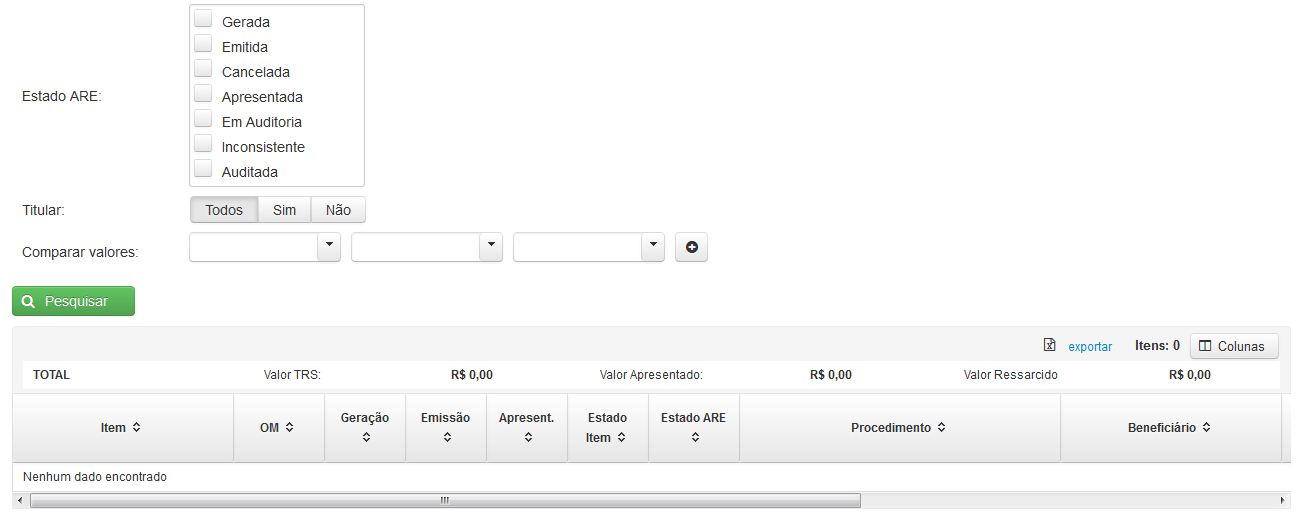 Gerada
Emitida
Cancelada
Estado ARE:
Apresentada
Em Auditoria
Inconsistente
Auditada
Titular: Todos Sim Não
Comparar valores:
Pesquisar
exportar Itens: 0 Colunas
TOTAL Valor TRS: R$ 0,00 Valor Apresentado: R$ 0,00 Valor Ressarcido R$ 0,00
Item OM Geração Emissão Apresent. Estado Item Estado ARE Procedimento Beneficiário
Nenhum dado encontrado